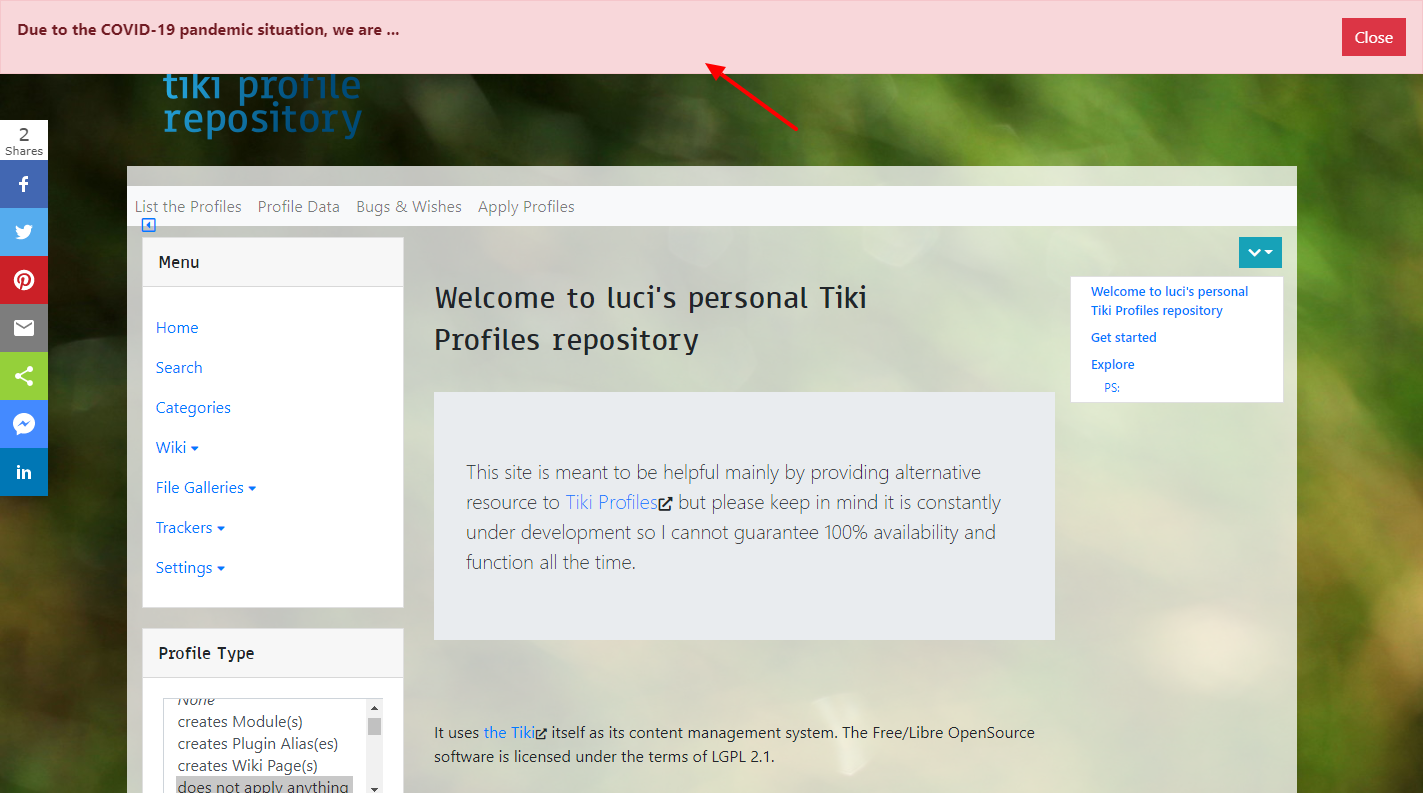 Due to the COVID-19 pandemic situation, we are ...
Close
tiki profile
repository
2
Shares
List the Profiles
Profile Data
Bugs & Wishes
Apply Profiles
Menu
Home
Search
Categories
Wiki
File Galleries
Trackers
Settings
Profile Type
None
creates Module(s)
creates Plugin Alias(es)
creates Wiki Page(s)
does not apply anything
Welcome to luci's personal Tiki
Profiles repository
This site is meant to be helpful mainly by providing alternative
resource to Tiki Profiles but please keep in mind it is constantly
under development so I cannot guarantee 100% availability and
function all the time.
It uses the Tiki itself as its content management system. The Free/Libre OpenSource
software is licensed under the terms of LGPL 2.1.
Welcome to luci's personal
Tiki Profiles repository
Get started
Explore
PS: